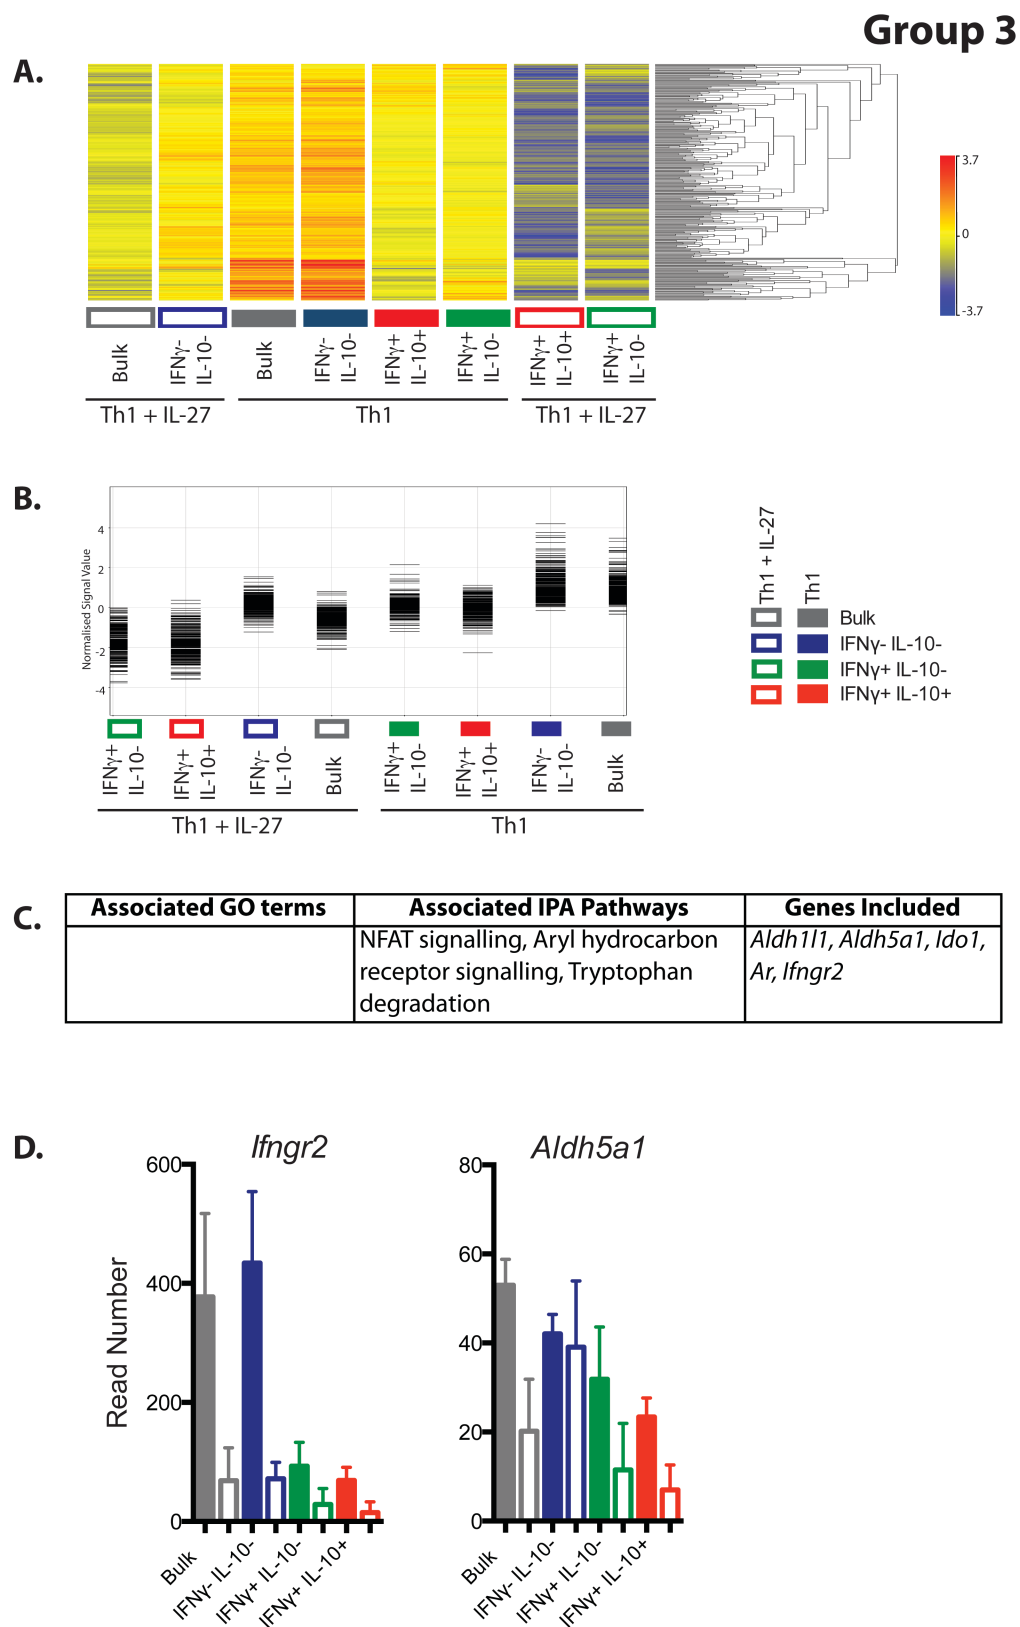 Group 3
A.
3.7
0
-3.7
Bulk
IFNγ-
IL-10-
Bulk
IFNγ-
IL-10-
IFNγ+
IL-10+
IFNγ+
IL-10-
IFNγ+
IL-10+
IFNγ+
IL-10-
Th1 + IL-27
Th1
Th1 + IL-27
B.
Normalised Signal Value
4
2
0
-2
-4
IFNγ+
IL-10-
IFNγ+
IL-10+
IFNγ-
IL-10-
Bulk
IFNγ+
IL-10-
IFNγ+
IL-10+
IFNγ-
IL-10-
Bulk
Th1 + IL-27
Th1
Th1 + IL-27
Th1
Bulk
IFNγ- IL-10-
IFNγ+ IL-10-
IFNγ+ IL-10+
C.
Associated GO terms
Associated IPA Pathways
Genes Included
NFAT signalling, Aryl hydrocarbon
receptor signalling, Tryptophan
degradation
Aldh1l1, Aldh5a1, Ido1,
Ar, Ifngr2
D.
Ifngr2
Read Number
600
400
200
0
Bulk
IFNγ- IL-10-
IFNγ+ IL-10-
IFNγ+ IL-10+
Aldh5a1
80
60
40
20
0
Bulk
IFNγ- IL-10-
IFNγ+ IL-10-
IFNγ+ IL-10+